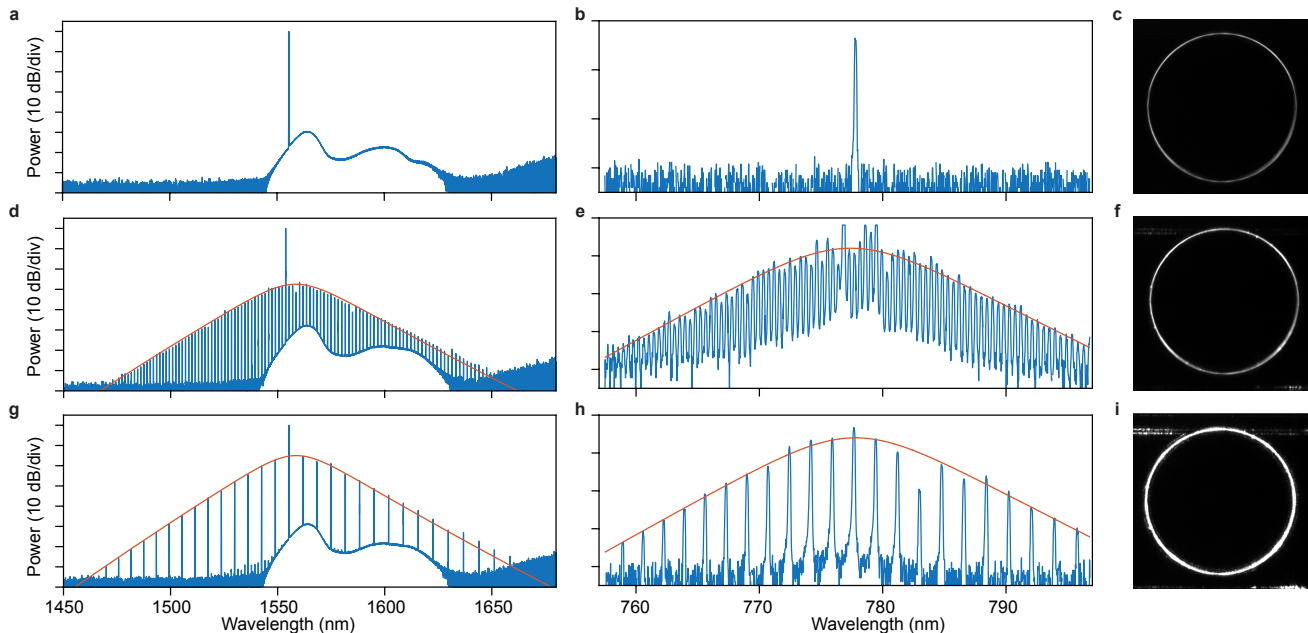 a
b
c
Power (10 dB/div)
d
e
f
Power (10 dB/div)
g
h
i
Power (10 dB/div)
1450 1500 1550 1600 1650
760 770 780 790
Wavelength (nm)
Wavelength (nm)